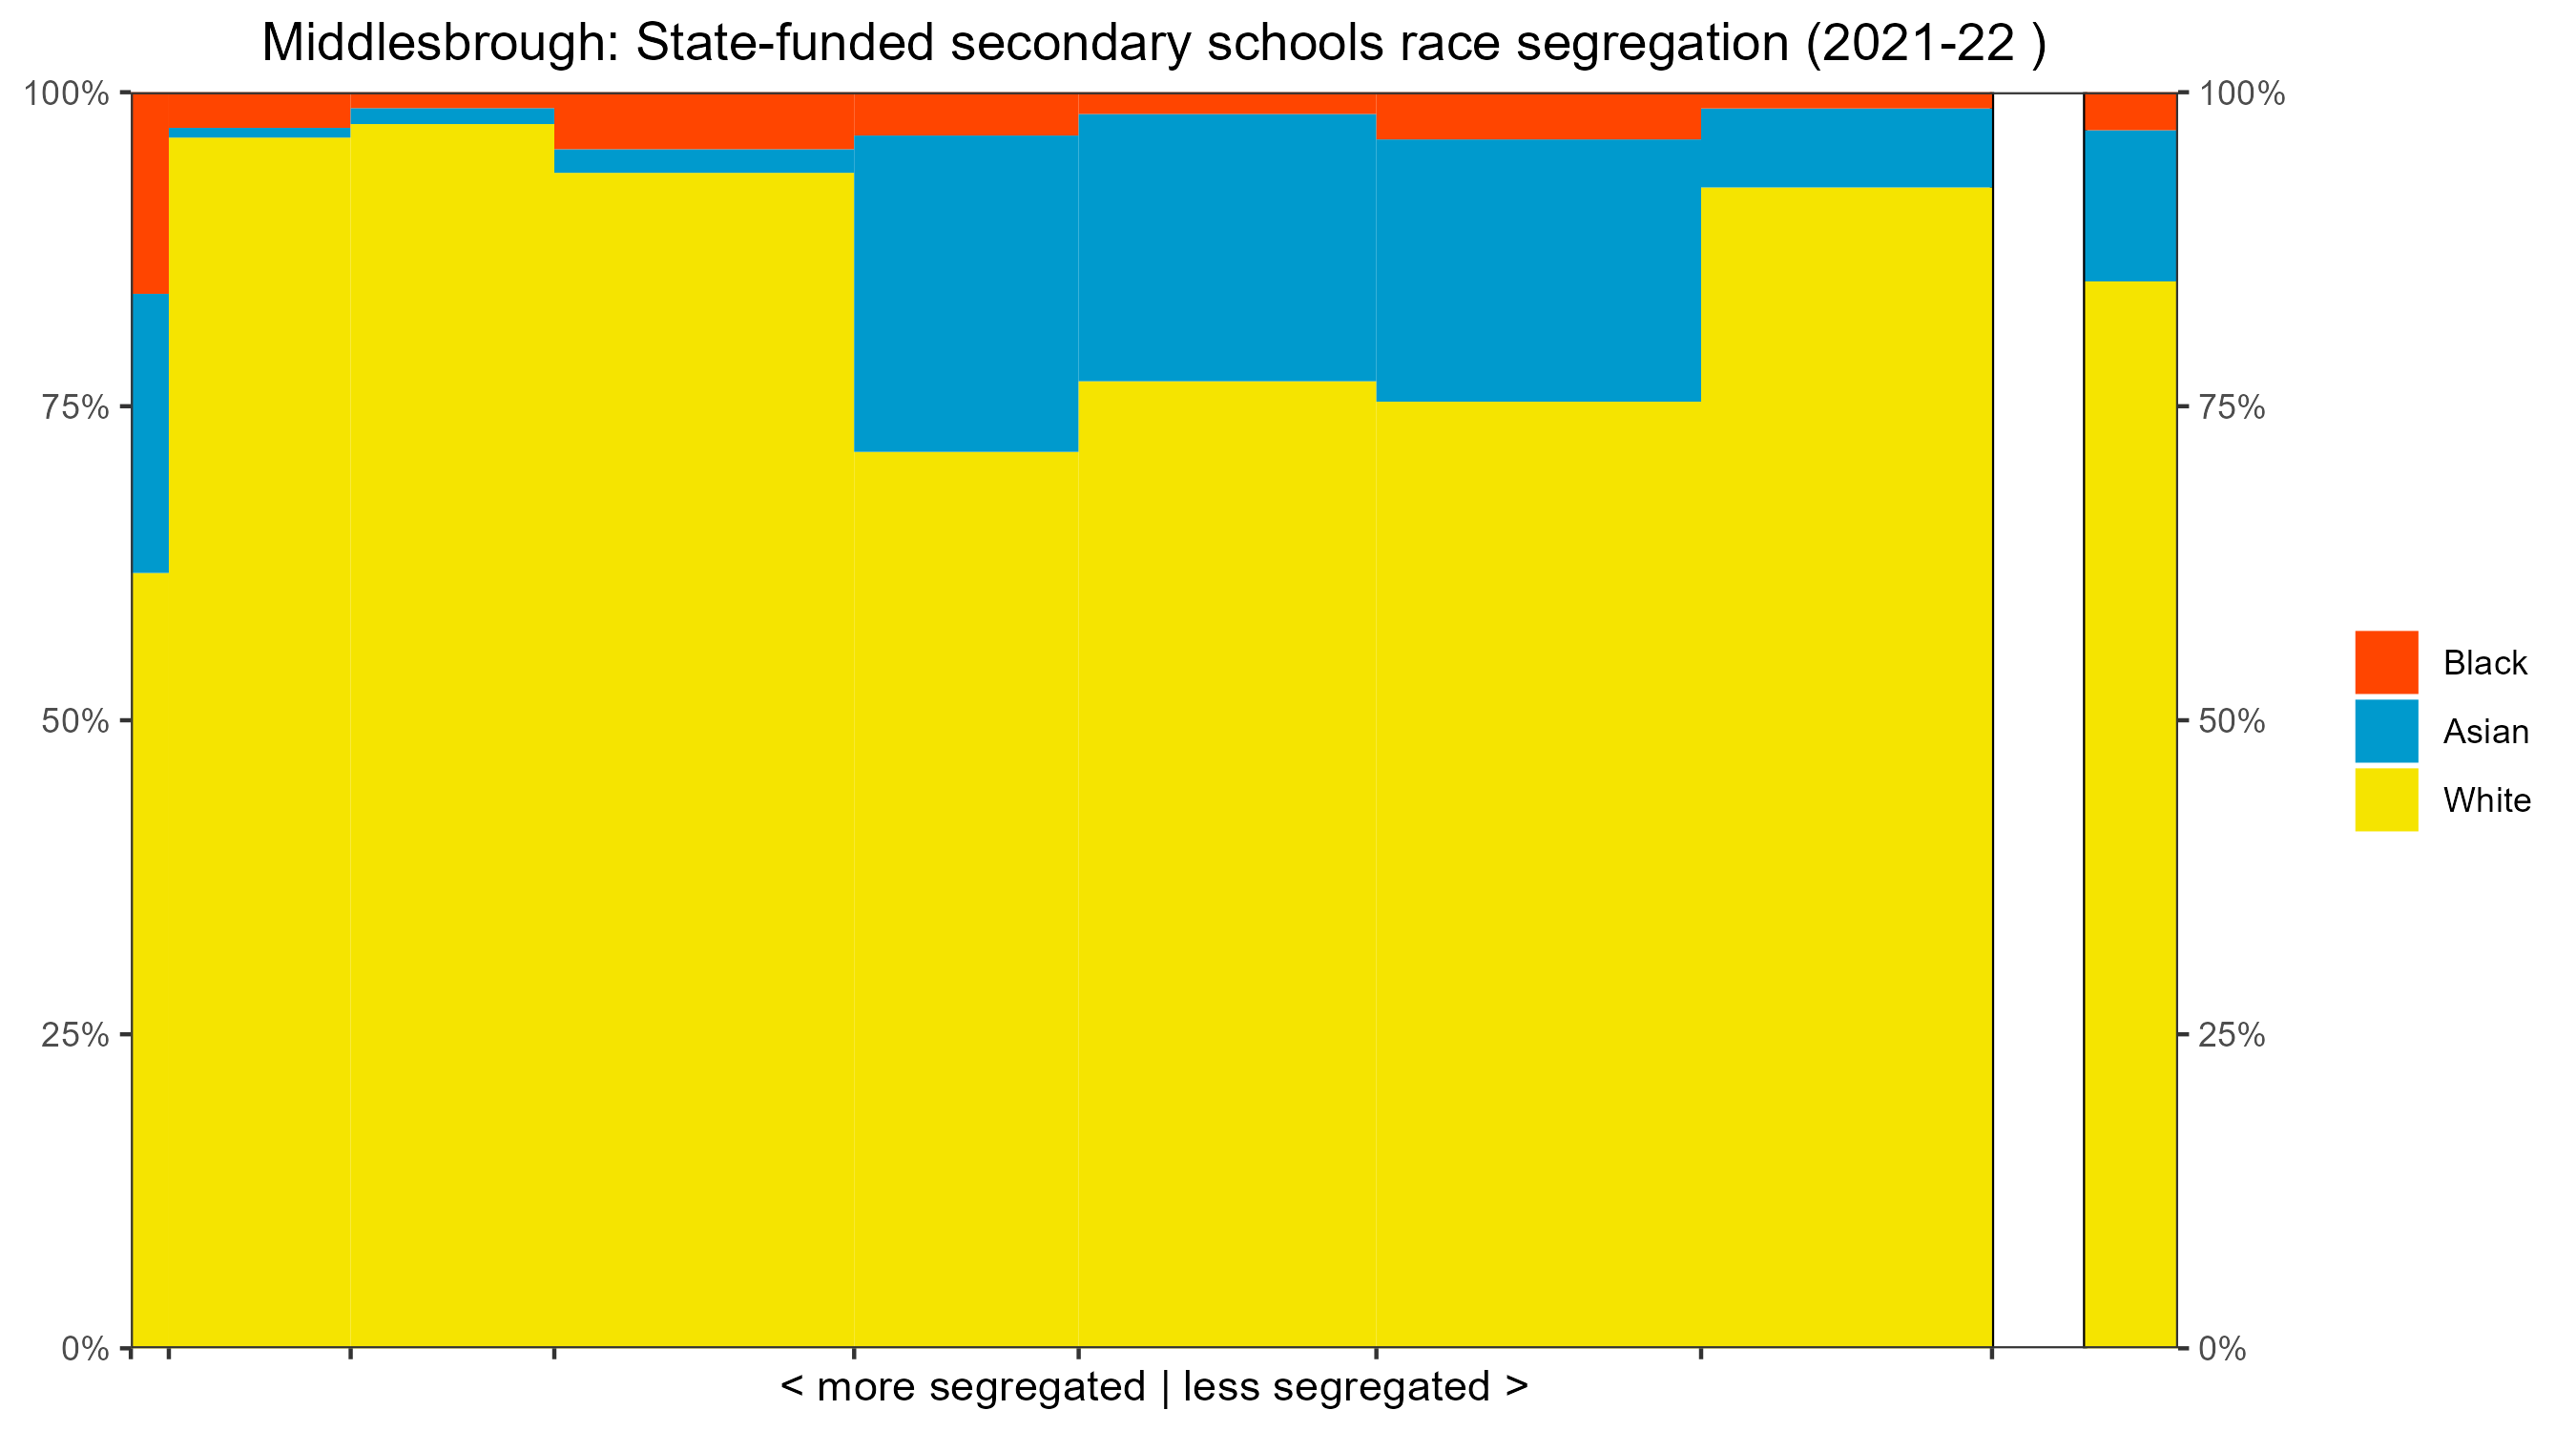 Middlesbrough: State-funded secondary schools race segregation (2021-22 )
100%
75%
50%
25%
0%
100%
75%
50%
25%
0%
Black
Asian
White
< more segregated | less segregated >